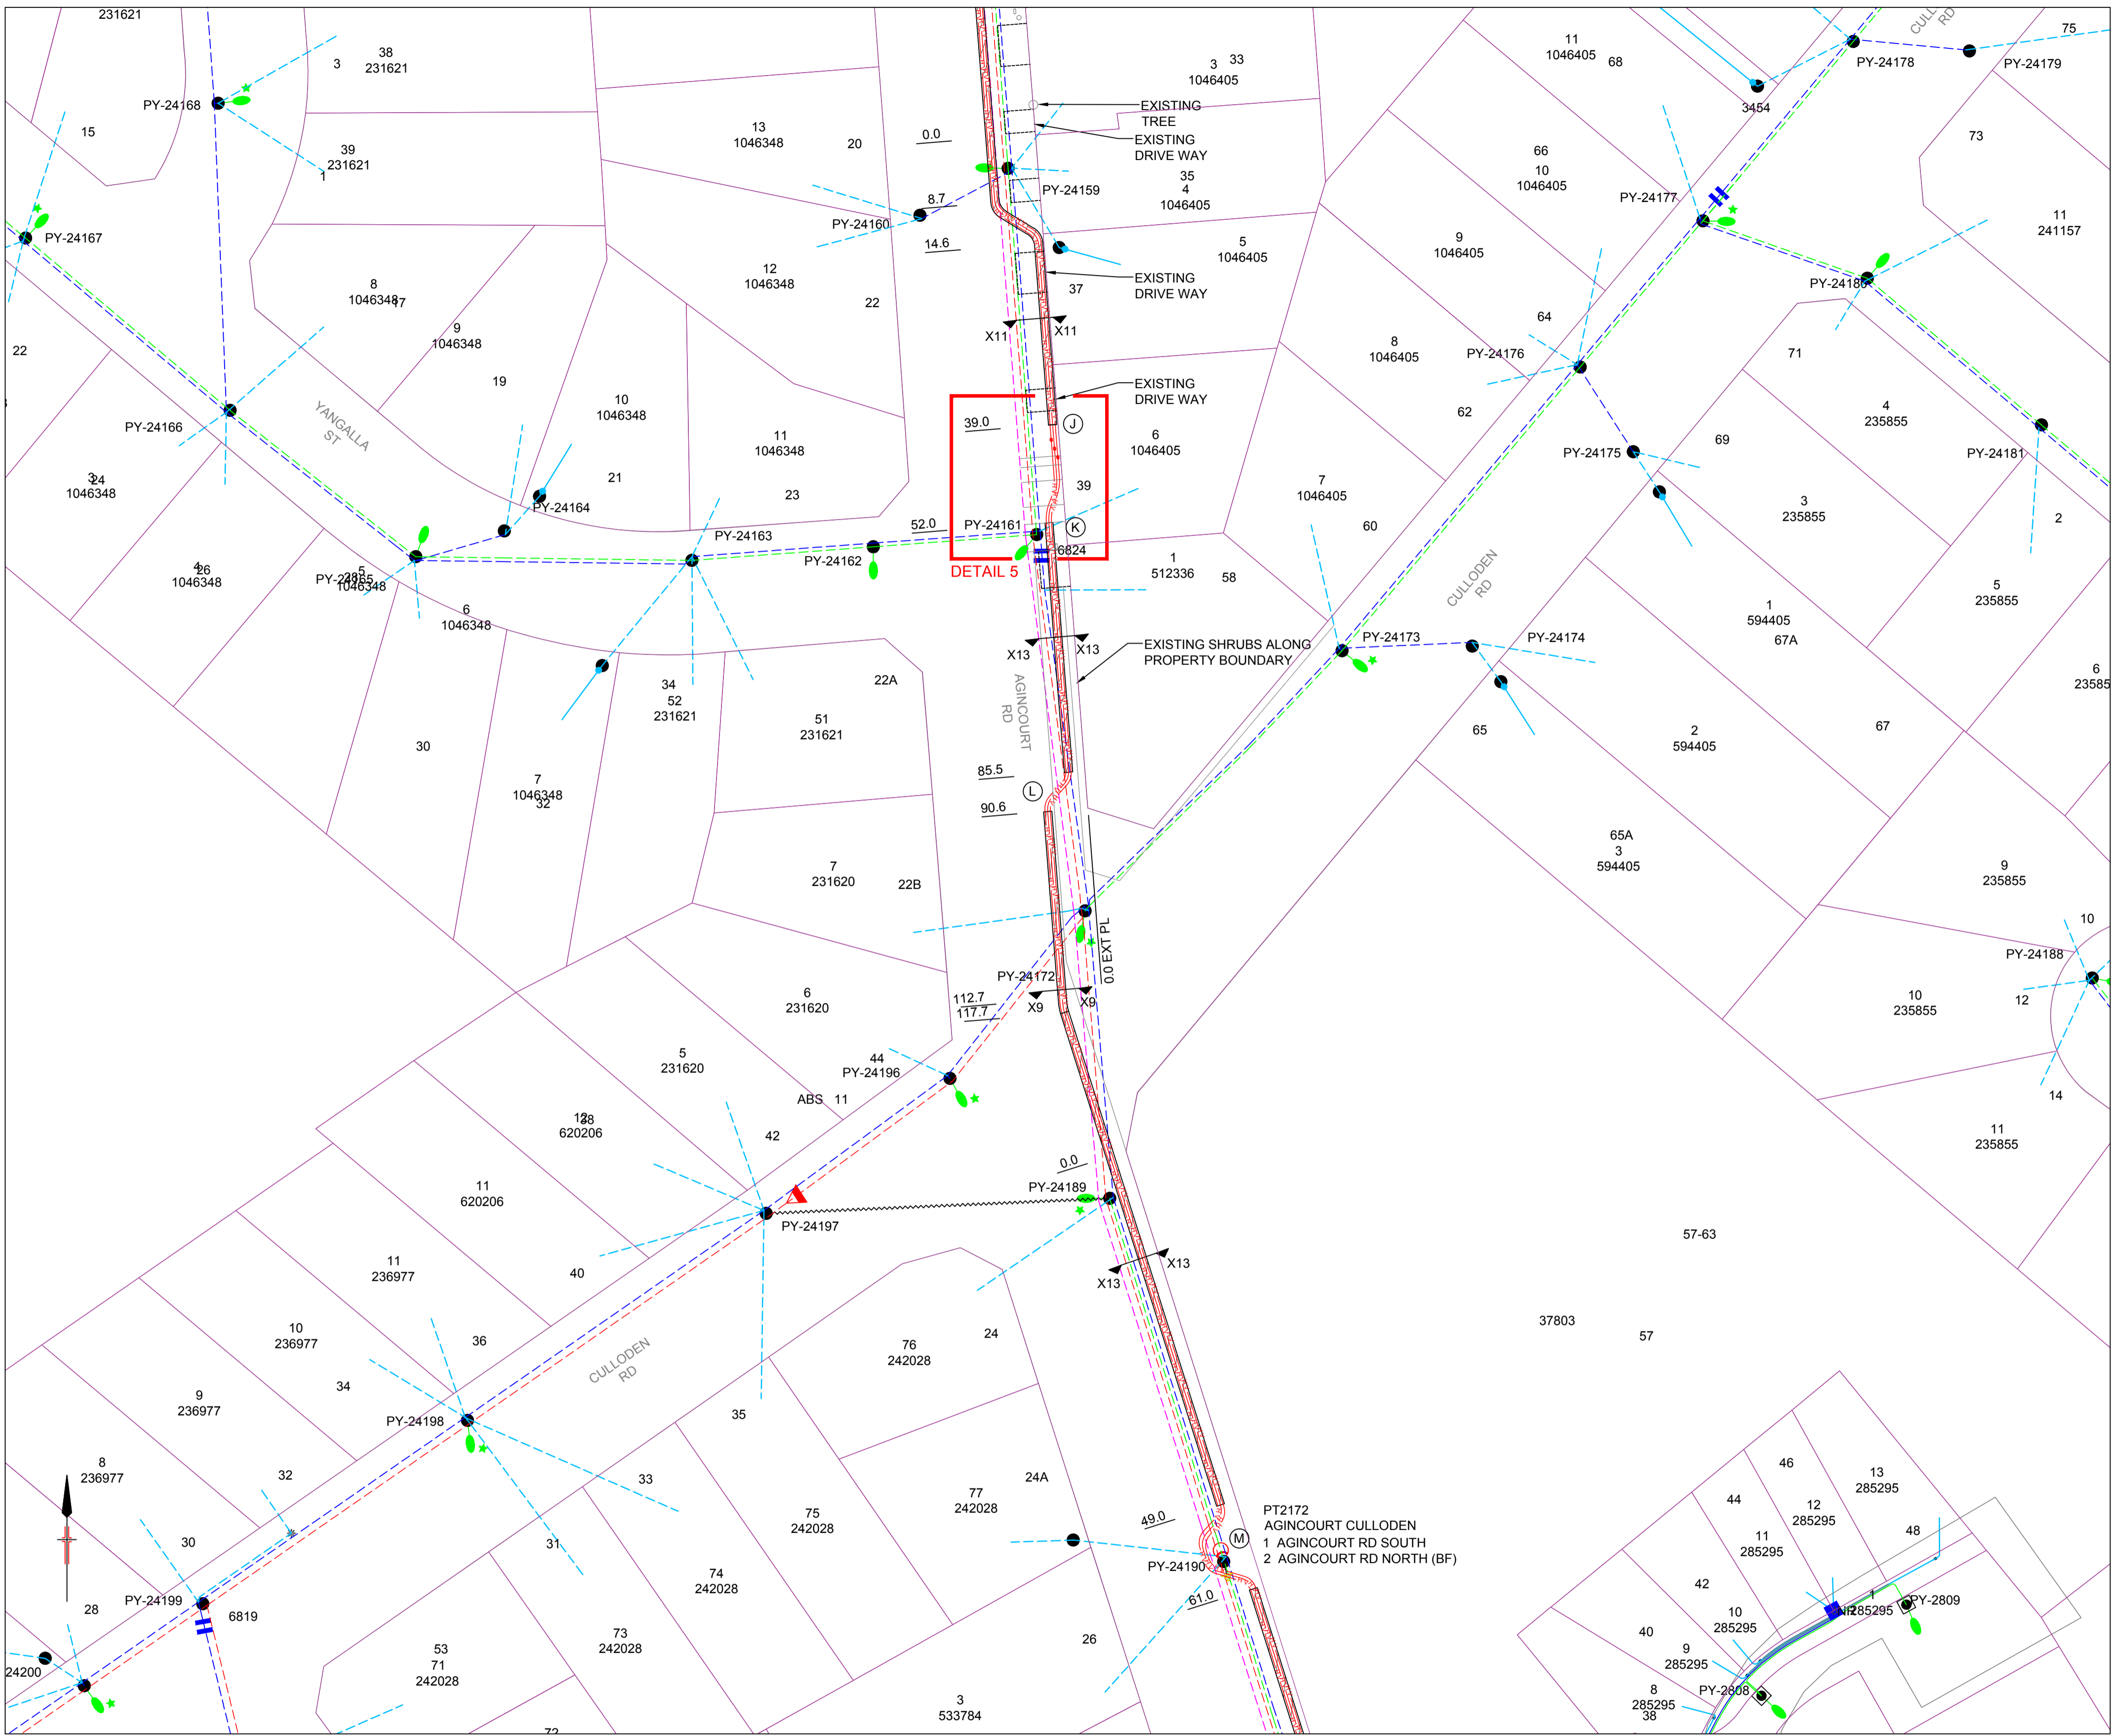 231621
38
231621
3
PY-24168
15
39
231621
1
13
1046348
20
0.0
EXISTING
TREE
EXISTING
DRIVE WAY
3
1046405
33
11
1046405
68
CULL
RD
75
PY-24178
PY-24179
3454
73
66
10
1046405
PY-24177
35
4
1046405
PY-24159
8.7
PY-24160
14.6
PY-24167
5
1046405
9
1046405
11
241157
EXISTING
DRIVE WAY
37
12
1046348
22
8
1046348
17
9
1046348
19
22
X11
X11
8
1046405
64
PY-24176
71
PY-24180
EXISTING
DRIVE WAY
10
1046348
YANGALLA
ST
PY-24166
39.0
J
6
1046405
62
4
235855
69
PY-24175
PY-24181
11
1046348
3
24
1046348
21
23
39
7
1046405
60
3
235855
2
PY-24164
PY-24163
52.0
PY-24161
K
6824
DETAIL 5
PY-24162
4
26
1046348
PY-24165
28
5
1046348
6
1046348
1
512336
58
CULLODEN
RD
5
235855
1
594405
67A
PY-24173
PY-24174
X13
X13
EXISTING SHRUBS ALONG
PROPERTY BOUNDARY
34
52
231621
22A
51
231621
AGINCOURT
RD
6
23585
30
65
2
594405
67
7
1046348
32
85.5
L
90.6
65A
3
594405
9
235855
7
231620
22B
10
PY-24188
0.0 EXT PL
PY-24172
X9
X9
6
231620
112.7
117.7
10
235855
12
5
231620
44
PY-24196
ABS
11
14
12
38
620206
42
11
235855
11
620206
0.0
PY-24189
PY-24197
57-63
11
236977
40
X13
X13
10
236977
36
CULLODEN
RD
76
242028
24
37803
57
9
236977
34
PY-24198
35
8
236977
32
33
75
242028
24A
77
242028
46
13
285295
44
12
285295
49.0
M
PT2172
AGINCOURT CULLODEN
1 AGINCOURT RD SOUTH
2 AGINCOURT RD NORTH (BF)
48
11
285295
30
31
PY-24190
74
242028
42
PY-24199
6819
28
61.0
1
285295
PY-2809
10
285295
40
73
242028
26
9
285295
53
71
242028
24200
PY-2808
8
285295
38
3
533784
72